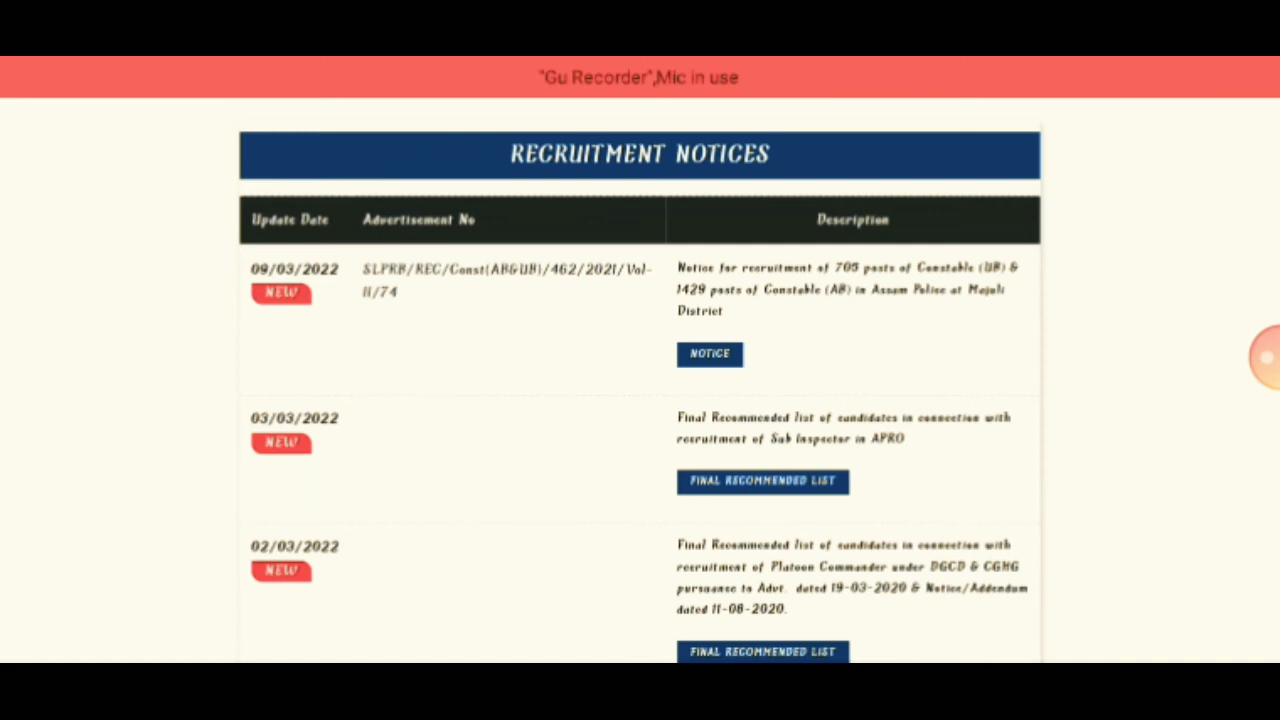 "Gu Recorder",Mic in use
RECRUITMENT NOTICES
Update Date Advertisement No Description
09/03/2022 SLPRB/REC/Const(AB&UB)/462/2021/Vol-
NEW II/74
Notice for recruitment of 705 posts of Constable (UB) &
1429 posts of Constable (AB) in Assam Police at Majuli
District
NOTICE
03/03/2022
NEW
Final Recommended list of candidates in connection with
recruitment of Sub Inspector in APRO
FINAL RECOMMENDED LIST
02/03/2022
NEW
Final Recommended list of candidates in connection with
recruitment of Platoon Commander under DGCD & CGHG
pursuance to Advt. dated 19-03-2020 & Notice/Addendum
dated 11-08-2020.
FINAL RECOMMENDED LIST